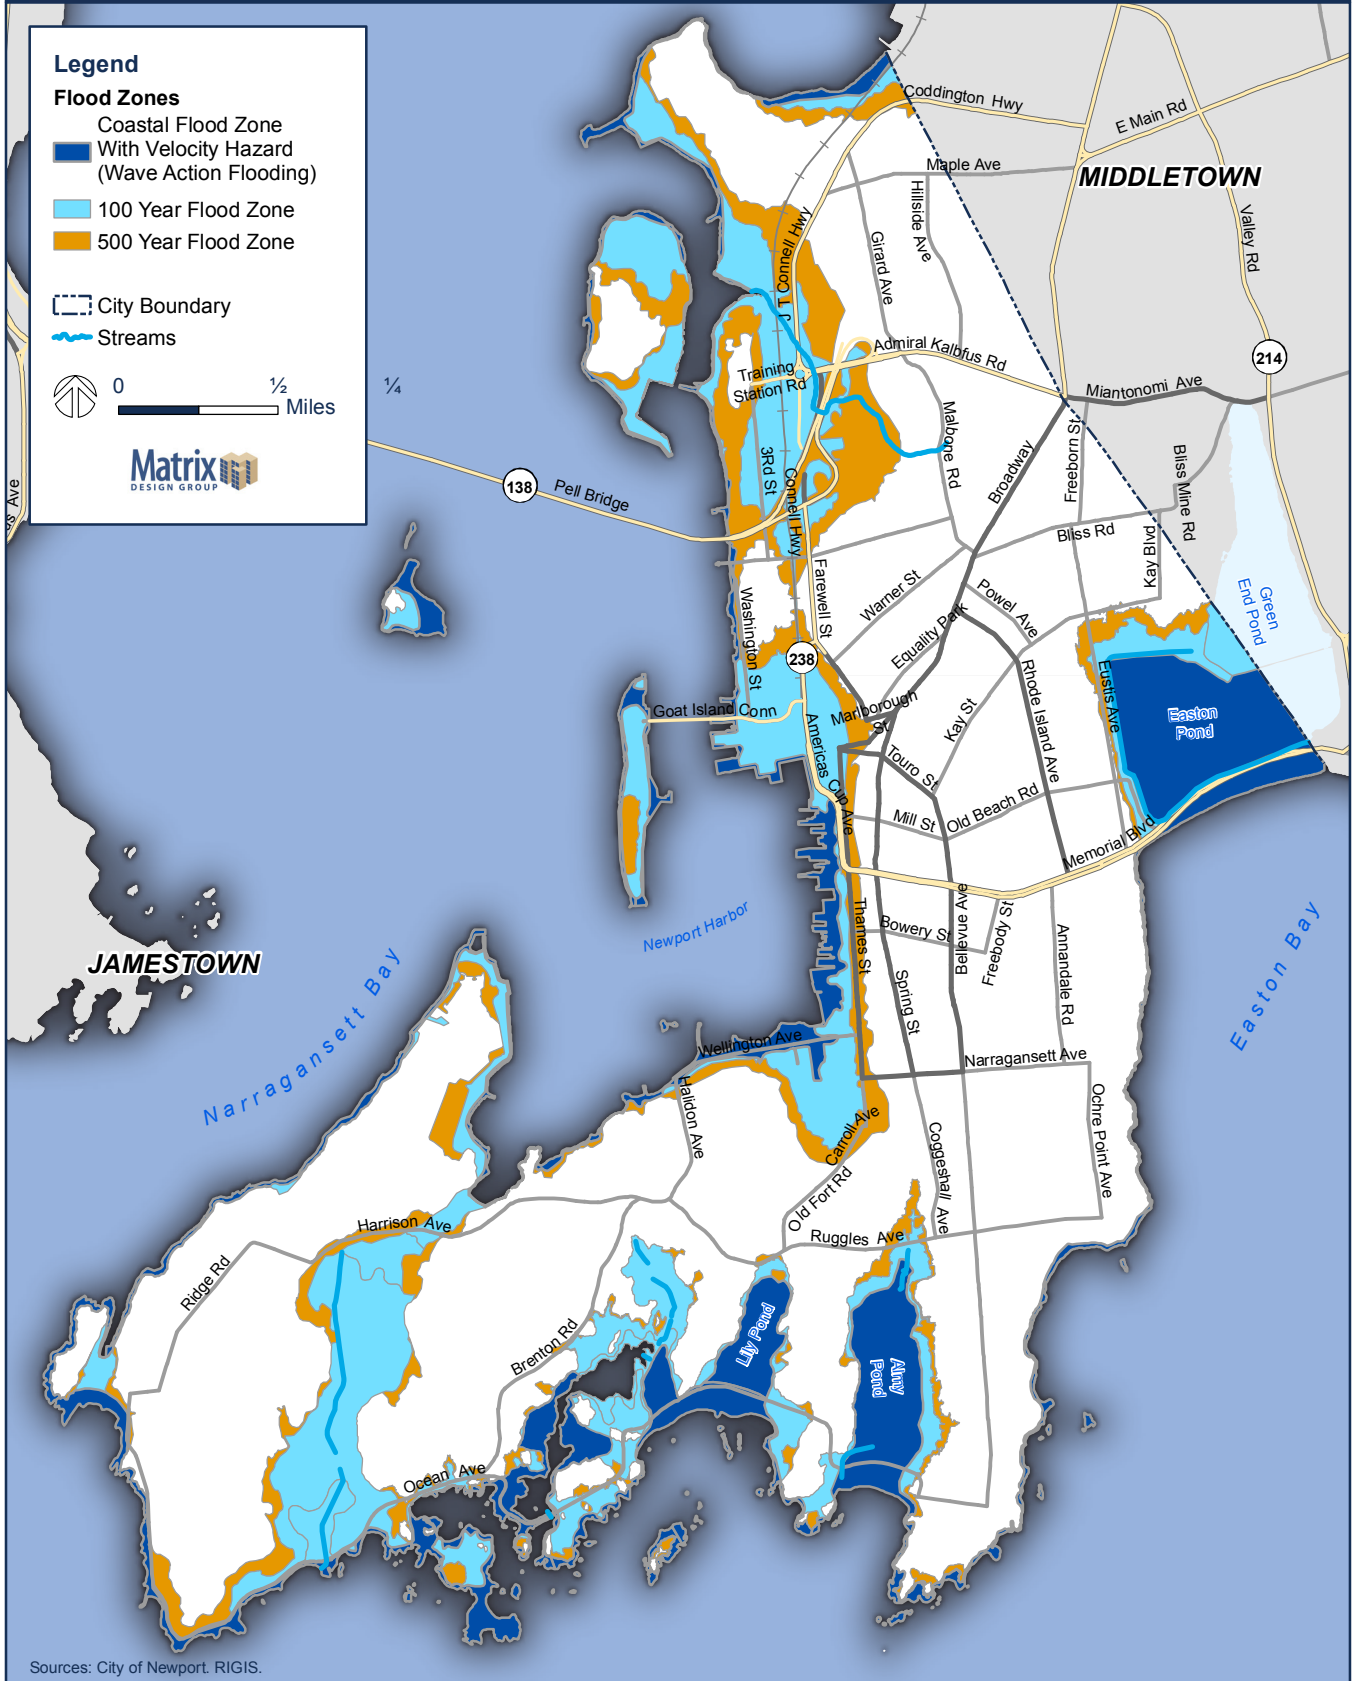 Legend
Flood Zones
Coastal Flood Zone
With Velocity Hazard
(Wave Action Flooding)
100 Year Flood Zone
500 Year Flood Zone
City Boundary
Streams
0
½
¼
Miles
Matrix
DESIGN GROUP
Coddington Hwy
E Main Rd
Maple Ave
MIDDLETOWN
Hillside Ave
Girard Ave
Valley Rd
J T Connell Hwy
Admiral Kalbfus Rd
214
Training
Station Rd
Miantonomi Ave
Malbone Rd
Broadway
Freeborn St
Bliss Mine Rd
3Rd St
Connell Hwy
138
Pell Bridge
Bliss Rd
Kay Blvd
Farewell St
Warner St
Powel Ave
Green
End Pond
Washington St
Equality Park
238
Eustis Ave
Rhode Island Ave
Goat Island Conn
Marlborough
St
Kay St
Easton
Pond
Americas Cup Ave
Touro St
Mill St
Old Beach Rd
Memorial Blvd
Newport Harbor
Thames St
Bowery St
Bellevue Ave
Freebody St
Annandale Rd
Easton Bay
JAMESTOWN
Narragansett Bay
Spring St
Wellington Ave
Narragansett Ave
Halidon Ave
Carroll Ave
Ochre Point Ave
Coggeshall Ave
Old Fort Rd
Harrison Ave
Ruggles Ave
Ridge Rd
Brenton Rd
Lily Pond
Almy
Pond
Ocean Ave
Sources: City of Newport. RIGIS.